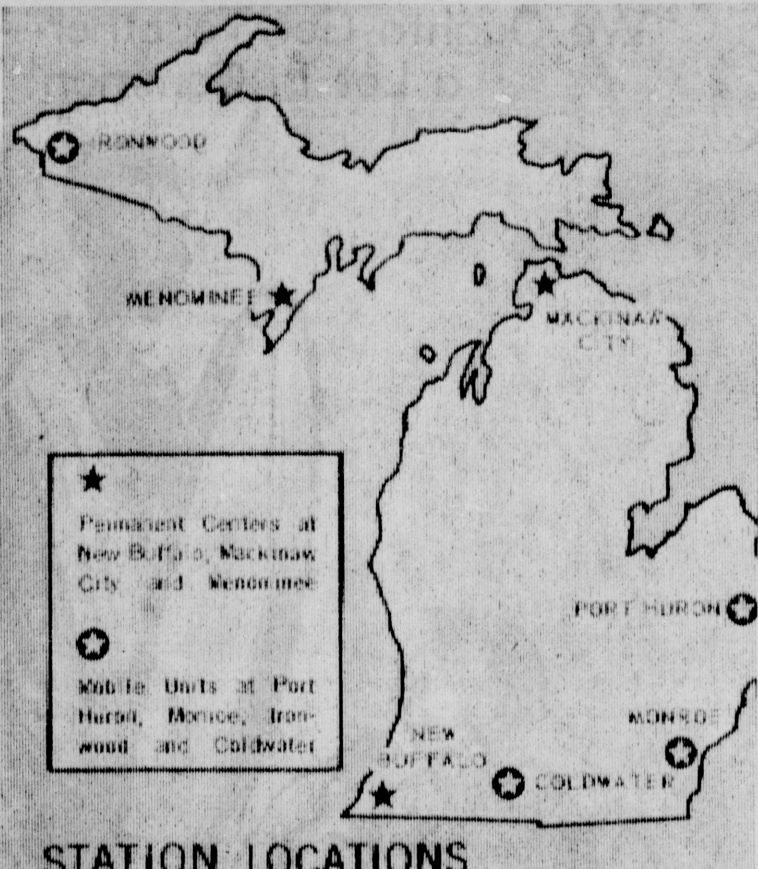 IRONWOOD
MENOMINEE
MACKINAW
CITY
Permanent Centers at
New Buffalo, Mackinaw
City and Menominee
Mobile Units at Port
Huron, Monroe, Iron-
wood and Coldwater
PORT HURON
MONROE
NEW
BUFFALO
COLDWATER
STATION LOCATIONS